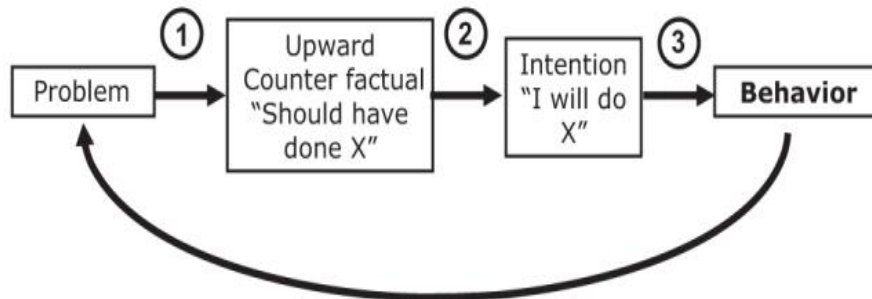 1
2
3
Problem
Upward
Counter factual
“Should have
done X”
Intention
“I will do
X”
Behavior